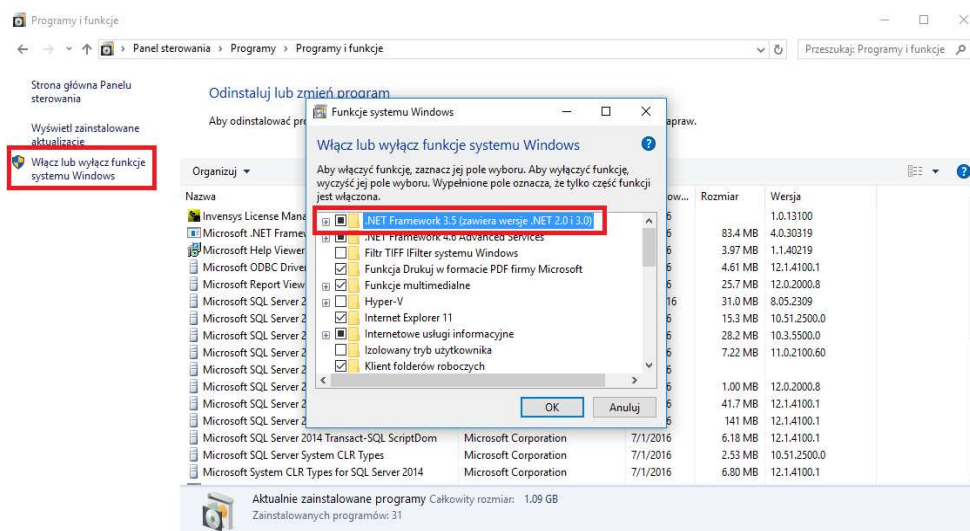 Programy i funkcje
Panel sterowania > Programy > Programy i funkcje
Przeszukaj: Programy i funkcje
Strona główna Panelu
sterowania
Wyświetl zainstalowane
aktualizacje
Włącz lub wyłącz funkcje
systemu Windows
Odinstaluj lub zmień program
Aby odinstalować
apraw.
Organizuj
Nazwa
Rozmiar
Wersja
Invensys License
1.0.13100
Microsoft .NET
83.4 MB 4.0.30319
Microsoft Help Viewer
3.97 MB 1.1.40219
Microsoft ODBC
4.61 MB 12.1.4100.1
Microsoft Report
25.7 MB 12.0.2000.8
Microsoft SQL Server
31.0 MB 8.05.2309
Microsoft SQL Server
15.3 MB 10.51.2500.0
Microsoft SQL Server
28.2 MB 10.3.5500.0
Microsoft SQL Server
7.22 MB 11.0.2100.60
Microsoft SQL Server
Microsoft SQL Server
1.00 MB 12.0.2000.8
Microsoft SQL Server
41.7 MB 12.1.4100.1
Microsoft SQL Server
141 MB 12.1.4100.1
Microsoft SQL Server 2014 Transact-SQL ScriptDom Microsoft Corporation 7/1/2016 6.18 MB 12.1.4100.1
Microsoft SQL Server System CLR Types Microsoft Corporation 7/1/2016 2.53 MB 10.51.2500.0
Microsoft System CLR Types for SQL Server 2014 Microsoft Corporation 7/1/2016 6.80 MB 12.1.4100.1
Funkcje systemu Windows
Włącz lub wyłącz funkcje systemu Windows
Aby włączyć funkcję, zaznacz jej pole wyboru. Aby wyłączyć funkcję,
wyczyść jej pole wyboru. Wypełnione pole oznacza, że tylko część funkcji
jest włączona.
.NET Framework 3.5 (zawiera wersje .NET 2.0 i 3.0)
.NET Framework 4.6 Advanced Services
Filtr TIFF IFilter systemu Windows
Funkcja Drukuj w formacie PDF firmy Microsoft
Funkcje multimedialne
Hyper-V
Internet Explorer 11
Internetowe usługi informacyjne
Izolowany tryb użytkownika
Klient folderów roboczych
OK
Anuluj
Aktualnie zainstalowane programy Całkowity rozmiar: 1.09 GB
Zainstalowanych programów: 31